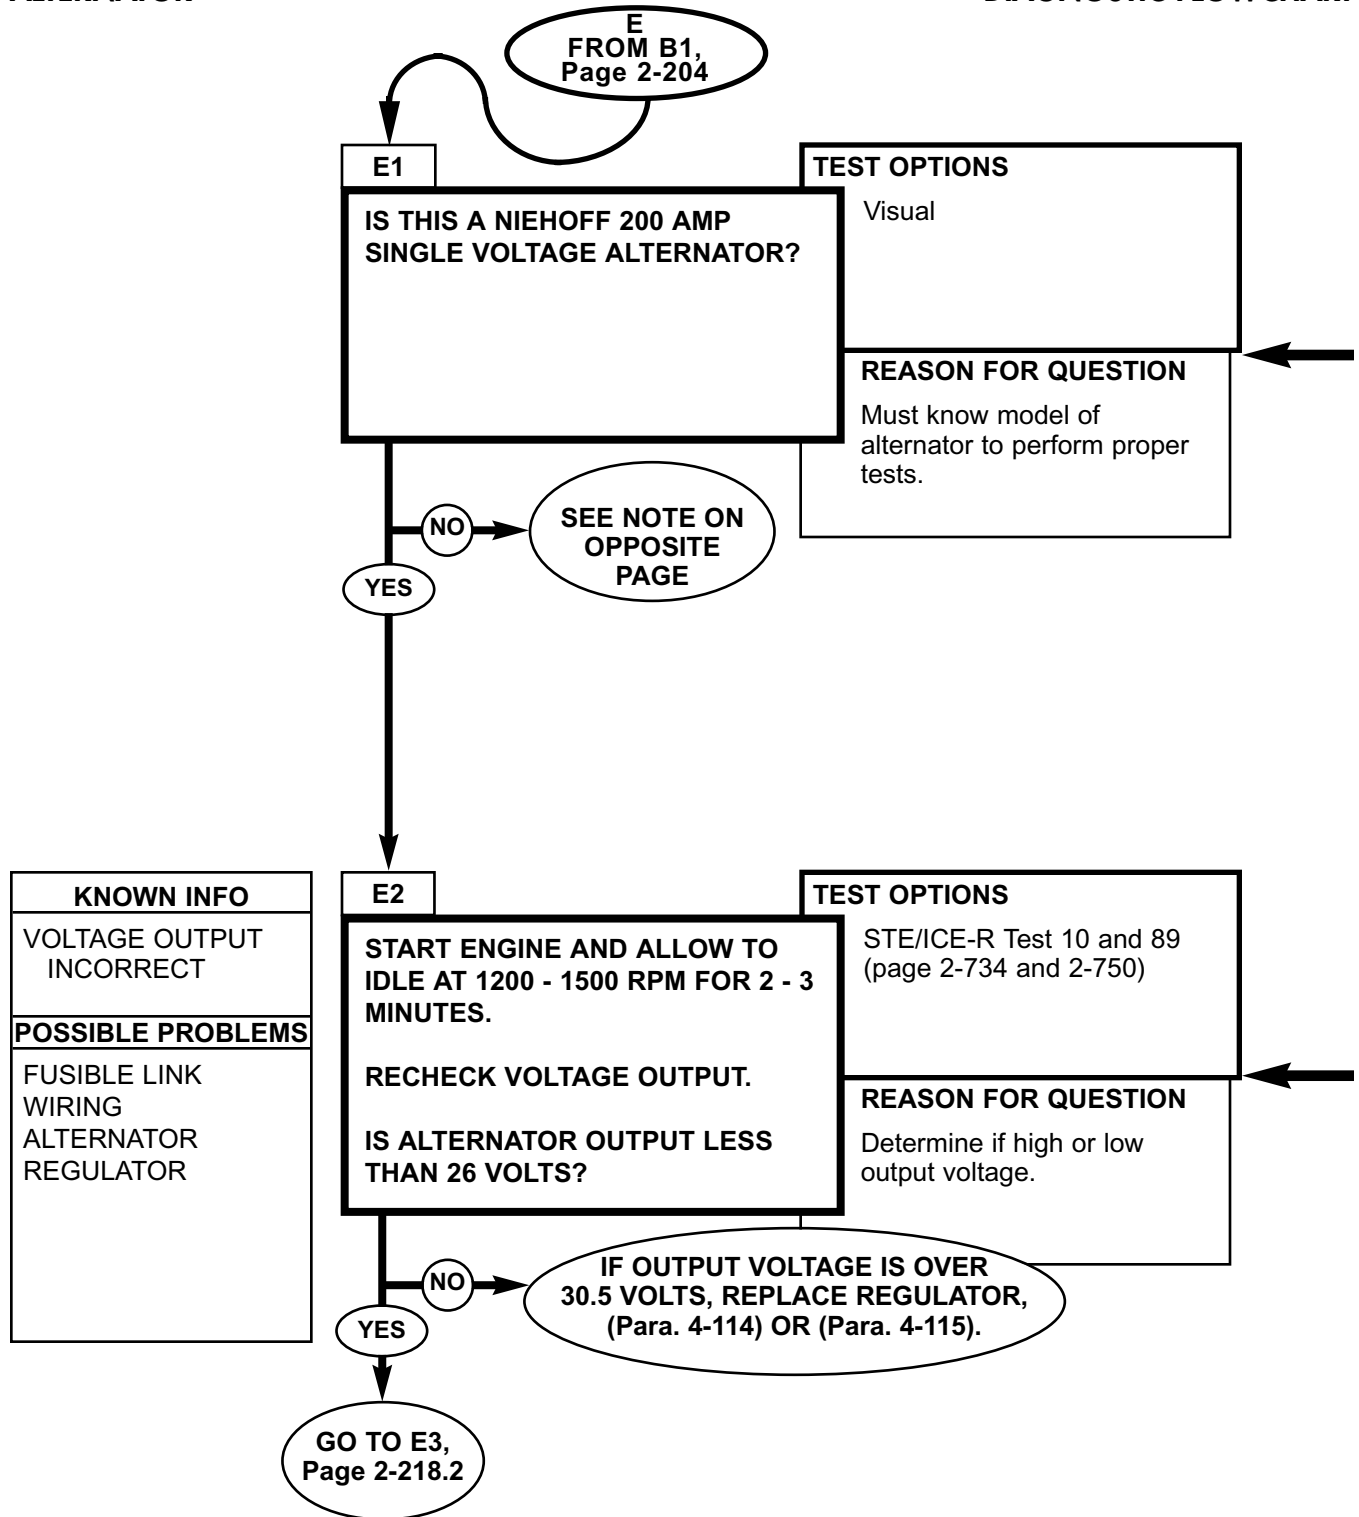 E
FROM B1,
Page 2-204
E1
IS THIS A NIEHOFF 200 AMP
SINGLE VOLTAGE ALTERNATOR?
TEST OPTIONS
Visual
REASON FOR QUESTION
Must know model of
alternator to perform proper
tests.
NO
SEE NOTE ON
OPPOSITE
PAGE
YES
KNOWN INFO
VOLTAGE OUTPUT
INCORRECT
POSSIBLE PROBLEMS
FUSIBLE LINK
WIRING
ALTERNATOR
REGULATOR
E2
START ENGINE AND ALLOW TO
IDLE AT 1200 - 1500 RPM FOR 2 - 3
MINUTES.
RECHECK VOLTAGE OUTPUT.
IS ALTERNATOR OUTPUT LESS
THAN 26 VOLTS?
TEST OPTIONS
STE/ICE-R Test 10 and 89
(page 2-734 and 2-750)
REASON FOR QUESTION
Determine if high or low
output voltage.
NO
IF OUTPUT VOLTAGE IS OVER
30.5 VOLTS, REPLACE REGULATOR,
(Para. 4-114) OR (Para. 4-115).
YES
GO TO E3,
Page 2-218.2